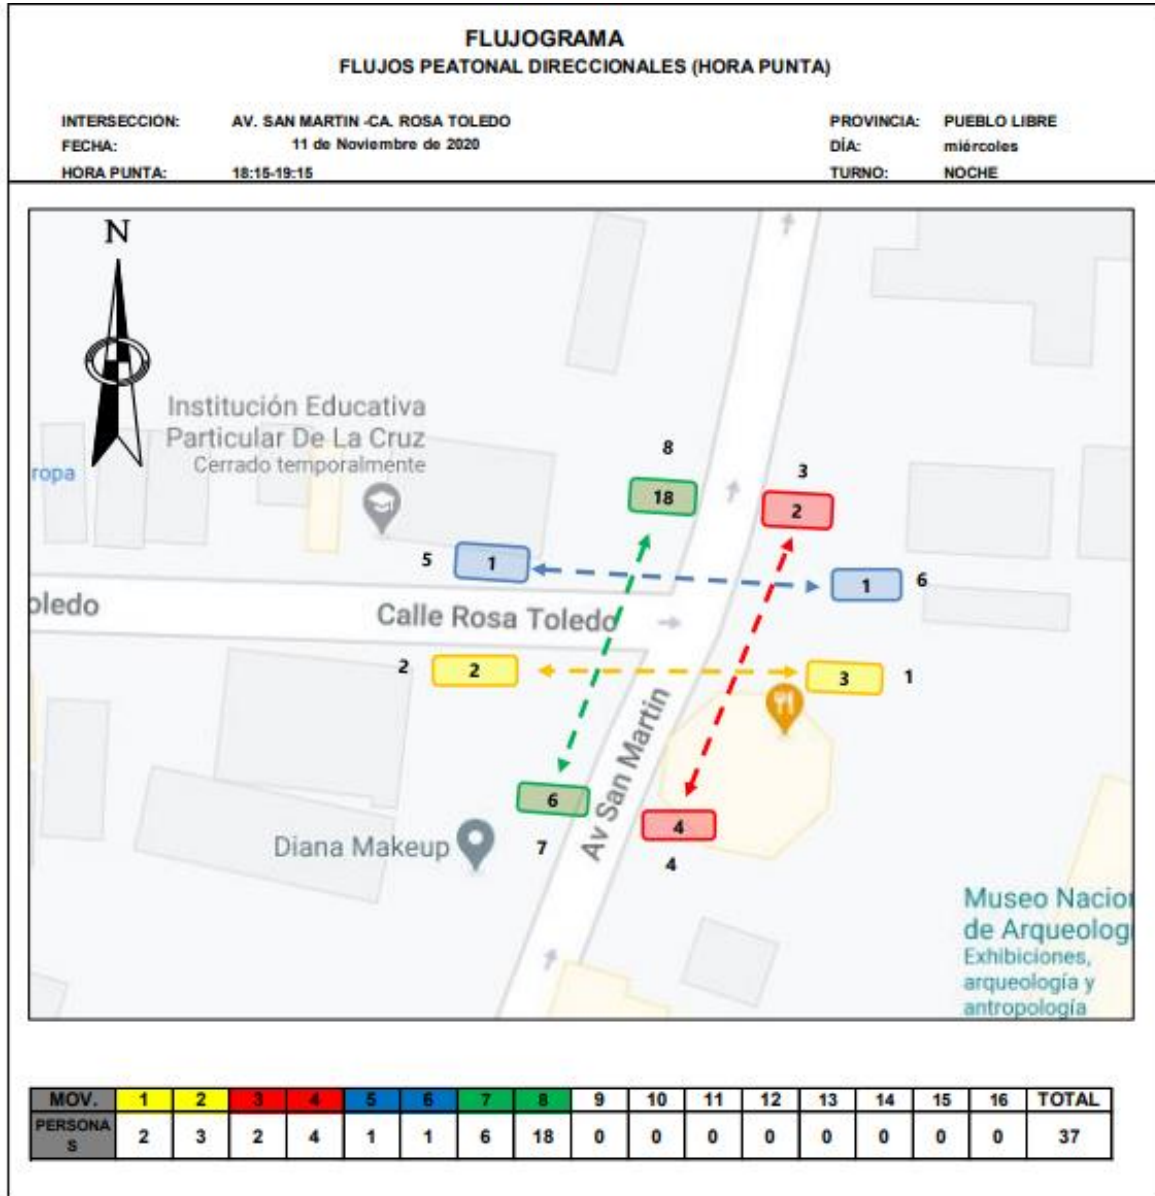 FLUJOGRAMA
FLUJOS PEATONAL DIRECCIONALES (HORA PUNTA)
INTERSECCION: AV. SAN MARTIN -CA. ROSA TOLEDO PROVINCIA: PUEBLO LIBRE
FECHA: 11 de Noviembre de 2020 DÍA: miércoles
HORA PUNTA: 18:15-19:15 TURNO: NOCHE
N
Institución Educativa
Particular De La Cruz
Cerrado temporalmente
ropa
8
18
3
2
5
1
1
6
oledo
Calle Rosa Toledo
2
2
3
1
Av San Martin
6
7
4
4
Diana Makeup
Museo Nacion
de Arqueolog
Exhibiciones,
arqueología y
antropología
MOV. 1 2 3 4 5 6 7 8 9 10 11 12 13 14 15 16 TOTAL
PERSONA
S 2 3 2 4 1 1 6 18 0 0 0 0 0 0 0 0 37